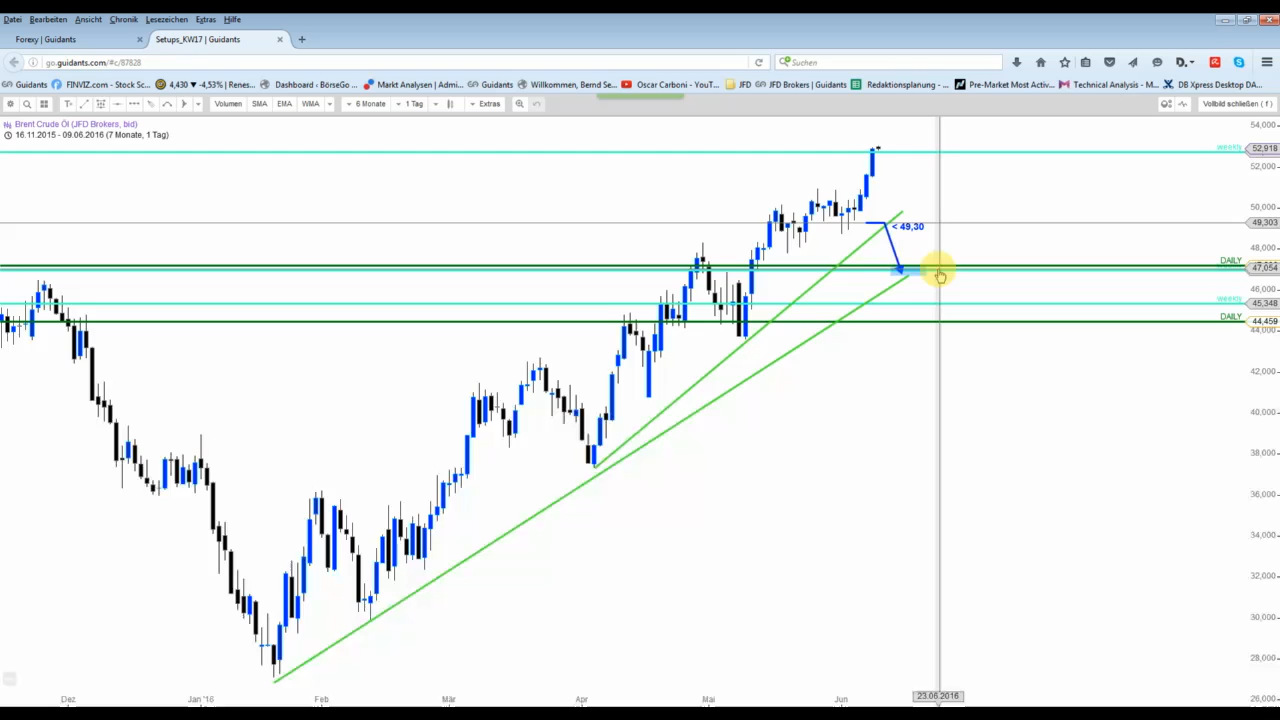 Datei Bearbeiten Ansicht Chronik Lesezeichen Extras Hilfe
Forexy | Guidants × Setups_KW17 | Guidants × +
go.guidants.com/#c/87828 Suchen
Guidants FINVIZ.com - Stock Sc... 4,430 -4,53% | Renes... Dashboard ‹ BörseGo ... Markt Analysen | Admi... Guidants Willkommen, Bernd Se... Oscar Carboni - YouT... JFD JFD Brokers | Guidants Redaktionsplanung - ... Pre-Market Most Activ... Technical Analysis - M... DB Xpress Desktop DA...
Volumen SMA EMA WMA 6 Monate 1 Tag Extras Vollbild schließen ( f )
Brent Crude Öl (JFD Brokers, bid)
16.11.2015 - 09.06.2016 (7 Monate, 1 Tag)
54,000
weekly 52,918
52,000
50,000
49,303
< 49,30
48,000
DAILY
47,054
46,000
weekly 45,348
DAILY 44,459
44,000
42,000
40,000
38,000
36,000
34,000
32,000
30,000
28,000
26,000
Dez Jan '16 Feb Mär Apr Mai Jun 23.06.2016